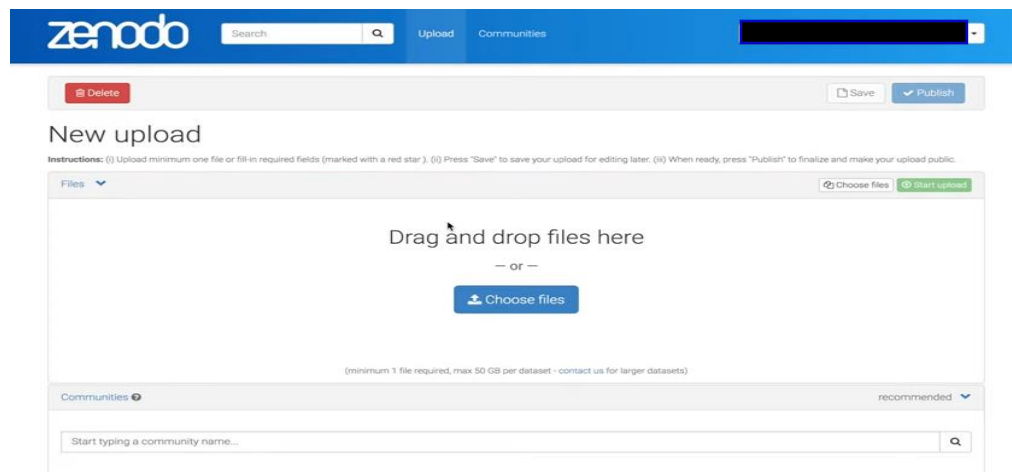 zenodo Search Upload Communities
Delete Save Publish
New upload
Instructions: (i) Upload minimum one file or fill-in required fields (marked with a red star ). (ii) Press "Save" to save your upload for editing later. (iii) When ready, press "Publish" to finalize and make your upload public.
Files Choose files Start upload
Drag and drop files here
— or —
Choose files
(minimum 1 file required, max 50 GB per dataset - contact us for larger datasets)
Communities recommended
Start typing a community name...